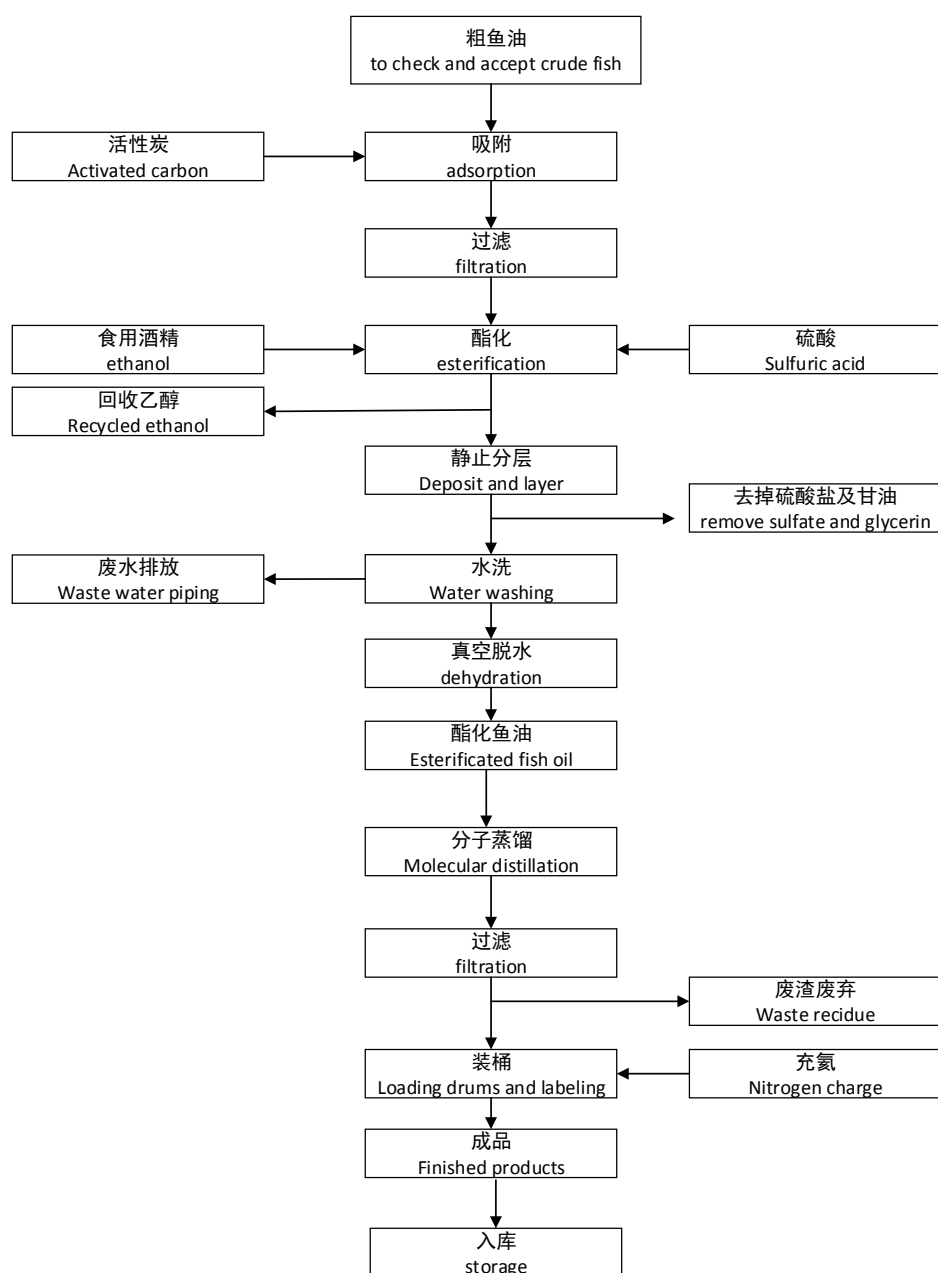 粗鱼油
to check and accept crude fish
活性炭
Activated carbon
吸附
adsorption
过滤
filtration
食用酒精
ethanol
酯化
esterification
硫酸
Sulfuric acid
回收乙醇
Recycled ethanol
静止分层
Deposit and layer
去掉硫酸盐及甘油
remove sulfate and glycerin
废水排放
Waste water piping
水洗
Water washing
真空脱水
dehydration
酯化鱼油
Esterificated fish oil
分子蒸馏
Molecular distillation
过滤
filtration
废渣废弃
Waste recidue
装桶
Loading drums and labeling
充氨
Nitrogen charge
成品
Finished products
入库
storage